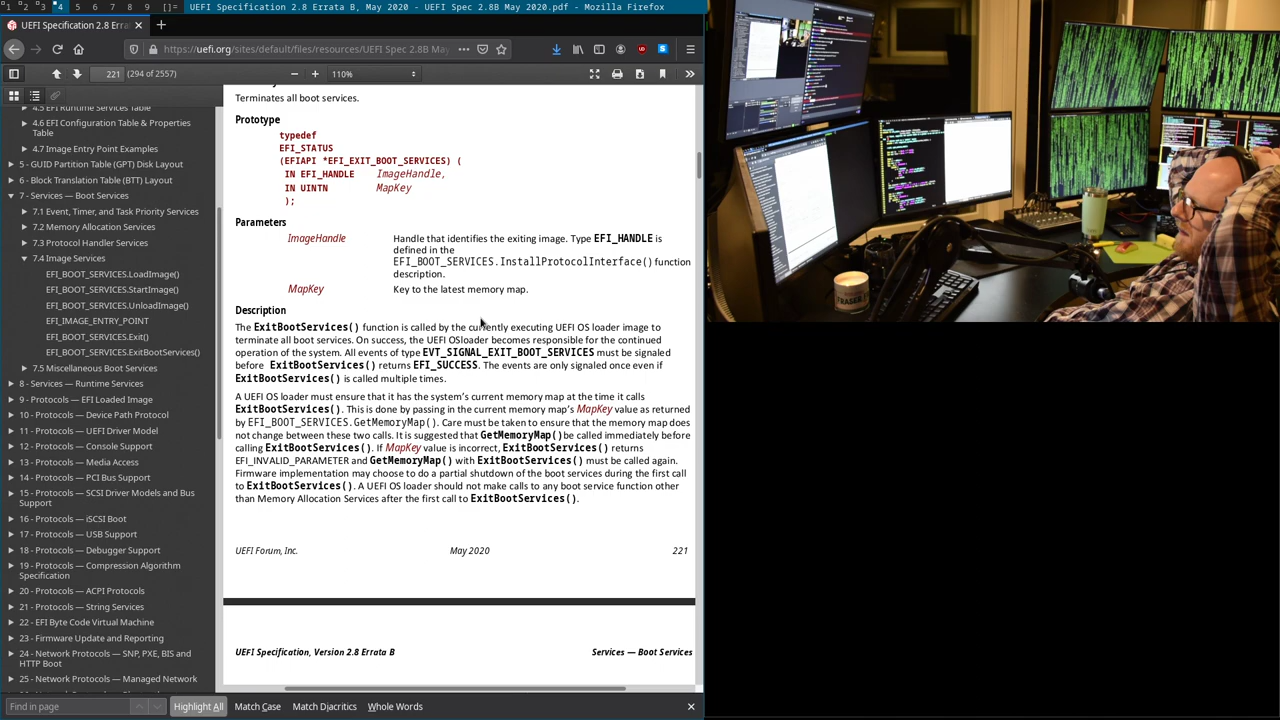 1 2 3 4 5 6 7 8 9 []= UEFI Specification 2.8 Errata B, May 2020 - UEFI Spec 2.8B May 2020.pdf - Mozilla Firefox
UEFI Specification 2.8 Erra
https://uefi.org/sites/default/files/resources/UEFI Spec 2.8B May
221 (294 of 2557) 110%
4.5 EFI Runtime Services Table
4.6 EFI Configuration Table & Properties
Table
4.7 Image Entry Point Examples
5 - GUID Partition Table (GPT) Disk Layout
6 - Block Translation Table (BTT) Layout
7 - Services — Boot Services
7.1 Event, Timer, and Task Priority Services
7.2 Memory Allocation Services
7.3 Protocol Handler Services
7.4 Image Services
EFI_BOOT_SERVICES.LoadImage()
EFI_BOOT_SERVICES.StartImage()
EFI_BOOT_SERVICES.UnloadImage()
EFI_IMAGE_ENTRY_POINT
EFI_BOOT_SERVICES.Exit()
EFI_BOOT_SERVICES.ExitBootServices()
7.5 Miscellaneous Boot Services
8 - Services — Runtime Services
9 - Protocols — EFI Loaded Image
10 - Protocols — Device Path Protocol
11 - Protocols — UEFI Driver Model
12 - Protocols — Console Support
13 - Protocols — Media Access
14 - Protocols — PCI Bus Support
15 - Protocols — SCSI Driver Models and Bus
Support
16 - Protocols — iSCSI Boot
17 - Protocols — USB Support
18 - Protocols — Debugger Support
19 - Protocols — Compression Algorithm
Specification
20 - Protocols — ACPI Protocols
21 - Protocols — String Services
22 - EFI Byte Code Virtual Machine
23 - Firmware Update and Reporting
24 - Network Protocols — SNP, PXE, BIS and
HTTP Boot
25 - Network Protocols — Managed Network
Terminates all boot services.
Prototype
typedef
EFI_STATUS
(EFIAPI *EFI_EXIT_BOOT_SERVICES) (
IN EFI_HANDLE ImageHandle,
IN UINTN MapKey
);
Parameters
ImageHandle Handle that identifies the exiting image. Type EFI_HANDLE is
defined in the
EFI_BOOT_SERVICES.InstallProtocolInterface() function
description.
MapKey Key to the latest memory map.
Description
The ExitBootServices() function is called by the currently executing UEFI OS loader image to
terminate all boot services. On success, the UEFI OSloader becomes responsible for the continued
operation of the system. All events of type EVT_SIGNAL_EXIT_BOOT_SERVICES must be signaled
before ExitBootServices() returns EFI_SUCCESS. The events are only signaled once even if
ExitBootServices() is called multiple times.
A UEFI OS loader must ensure that it has the system's current memory map at the time it calls
ExitBootServices(). This is done by passing in the current memory map's MapKey value as returned
by EFI_BOOT_SERVICES.GetMemoryMap(). Care must be taken to ensure that the memory map does
not change between these two calls. It is suggested that GetMemoryMap()be called immediately before
calling ExitBootServices(). If MapKey value is incorrect, ExitBootServices() returns
EFI_INVALID_PARAMETER and GetMemoryMap() with ExitBootServices() must be called again.
Firmware implementation may choose to do a partial shutdown of the boot services during the first call
to ExitBootServices(). A UEFI OS loader should not make calls to any boot service function other
than Memory Allocation Services after the first call to ExitBootServices().
UEFI Forum, Inc. May 2020 221
UEFI Specification, Version 2.8 Errata B Services — Boot Services
Find in page Highlight All Match Case Match Diacritics Whole Words
FRASER